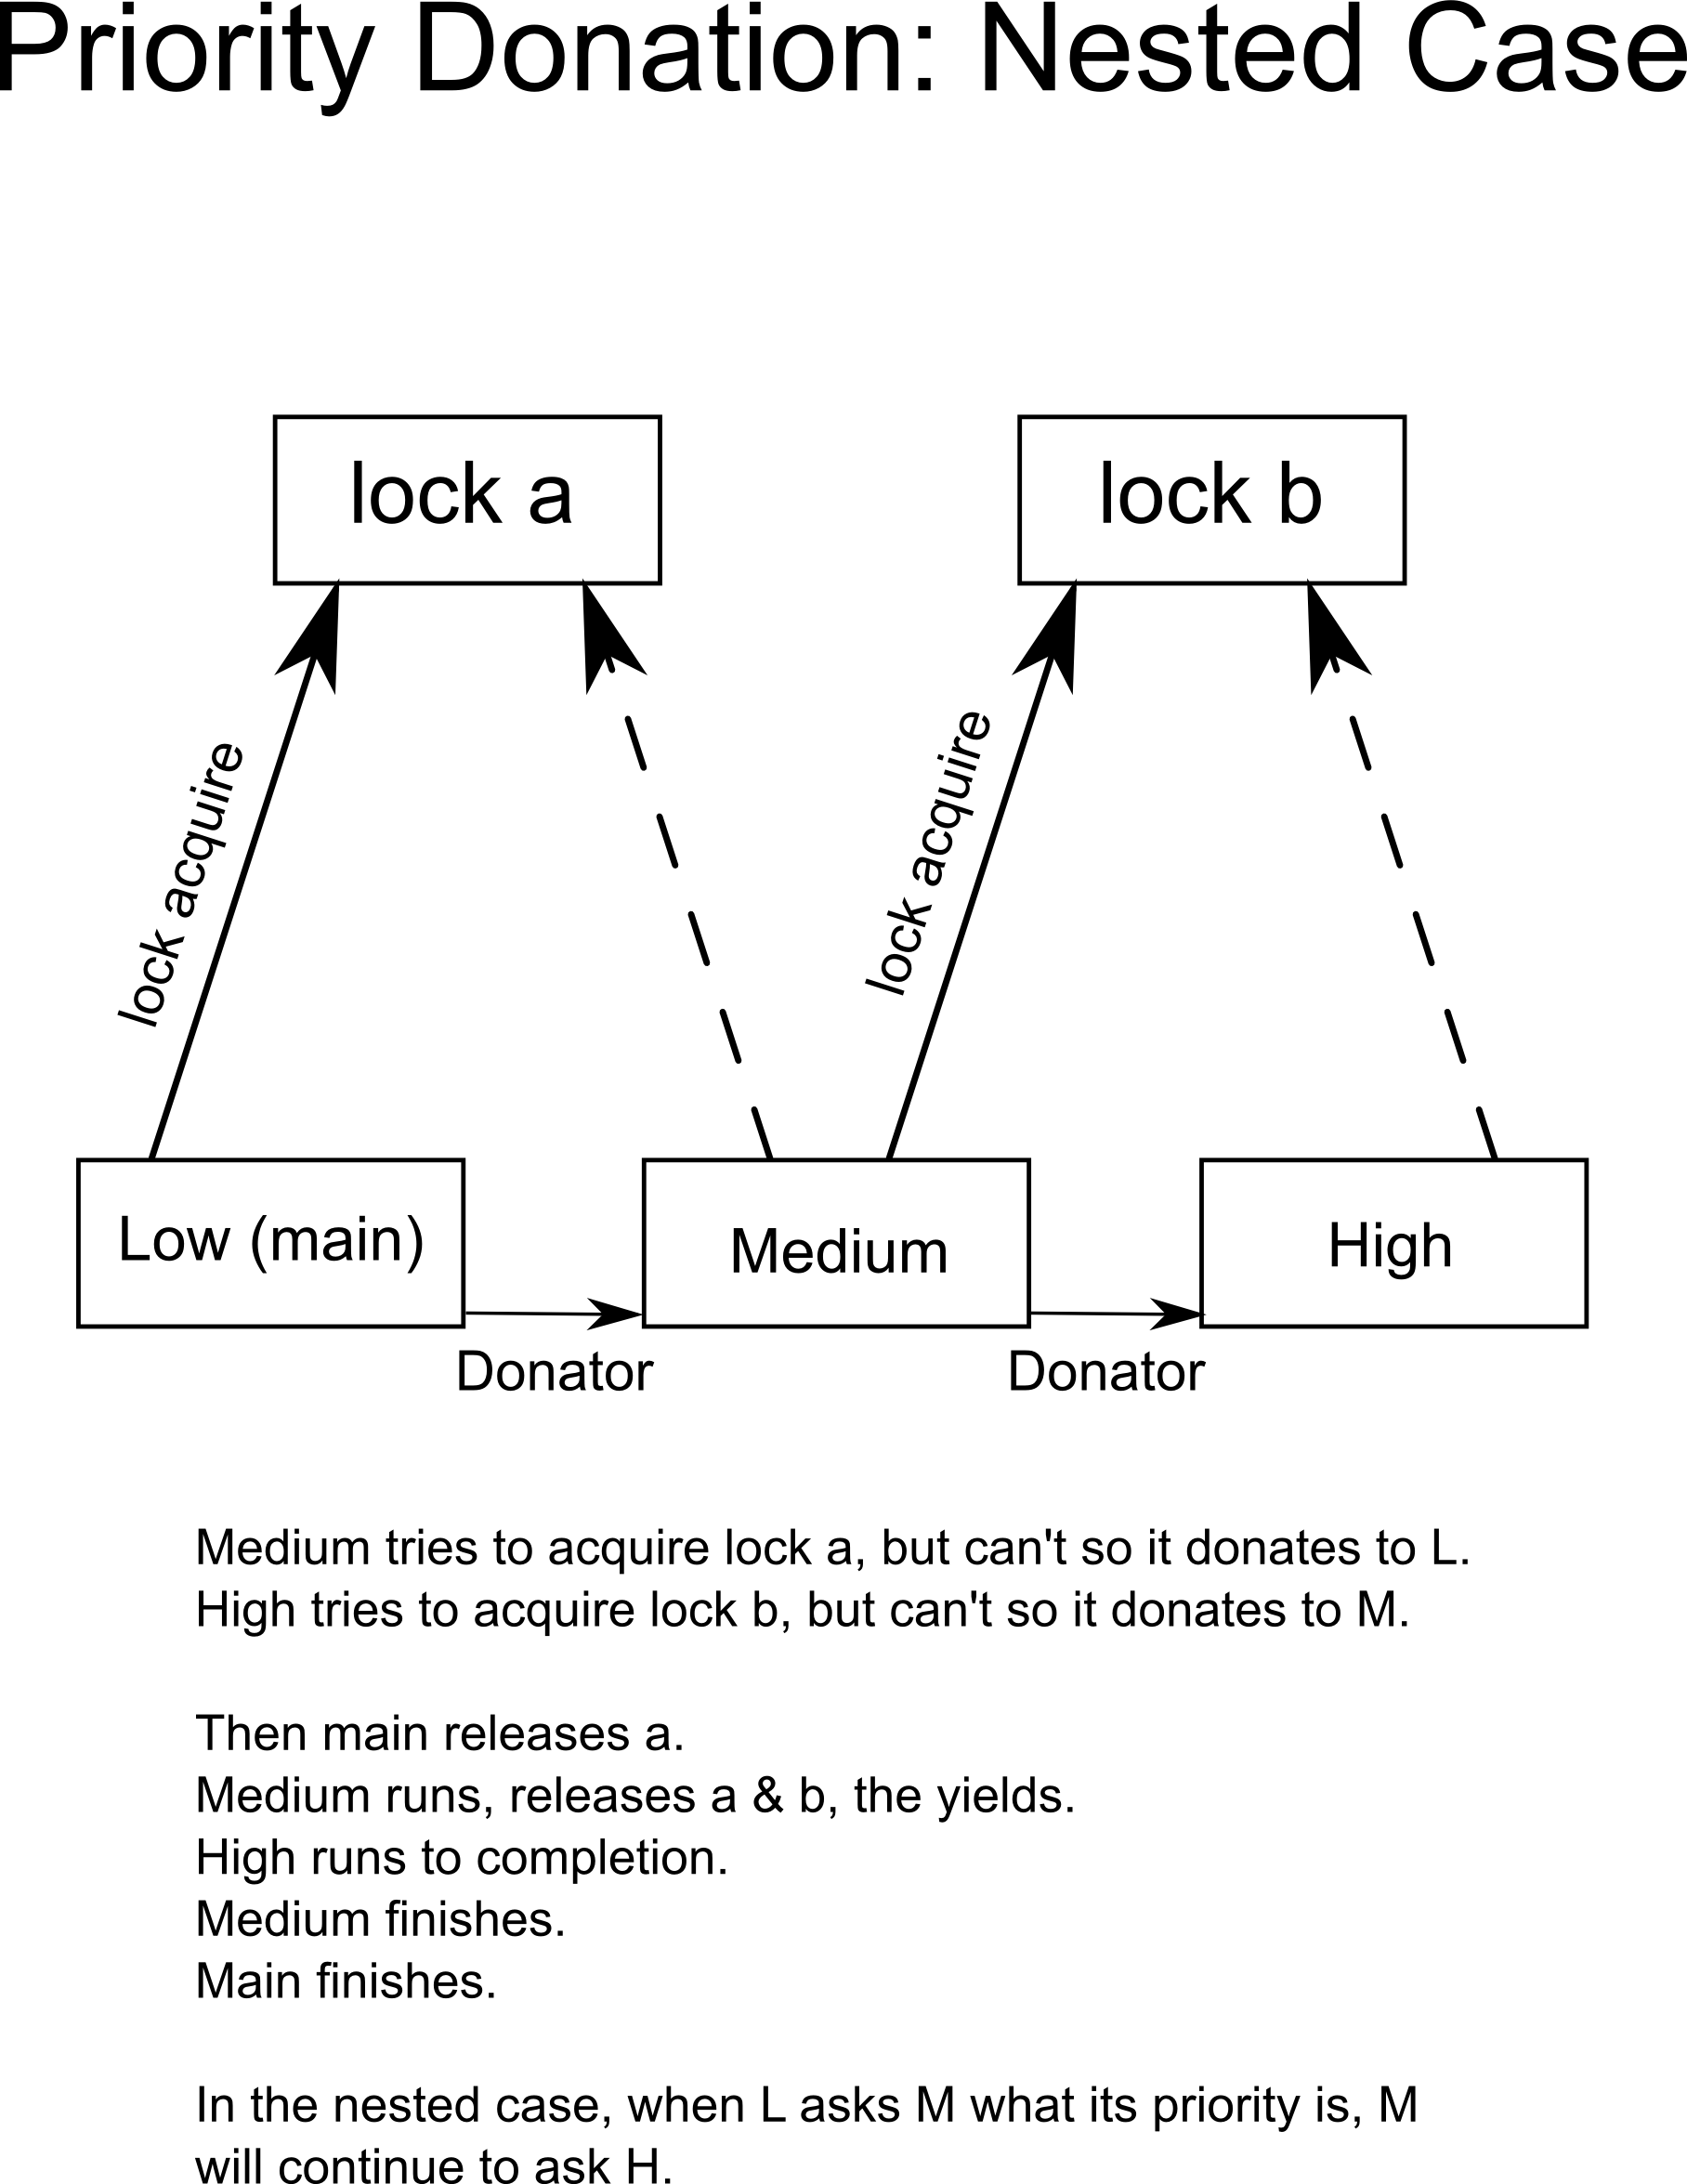 Priority Donation: Nested Case
lock a
lock b
lock acquire
lock acquire
Low (main)
Medium
High
Donator
Donator
Medium tries to acquire lock a, but can't so it donates to L.
High tries to acquire lock b, but can't so it donates to M.
Then main releases a.
Medium runs, releases a & b, the yields.
High runs to completion.
Medium finishes.
Main finishes.
In the nested case, when L asks M what its priority is, M
will continue to ask H.